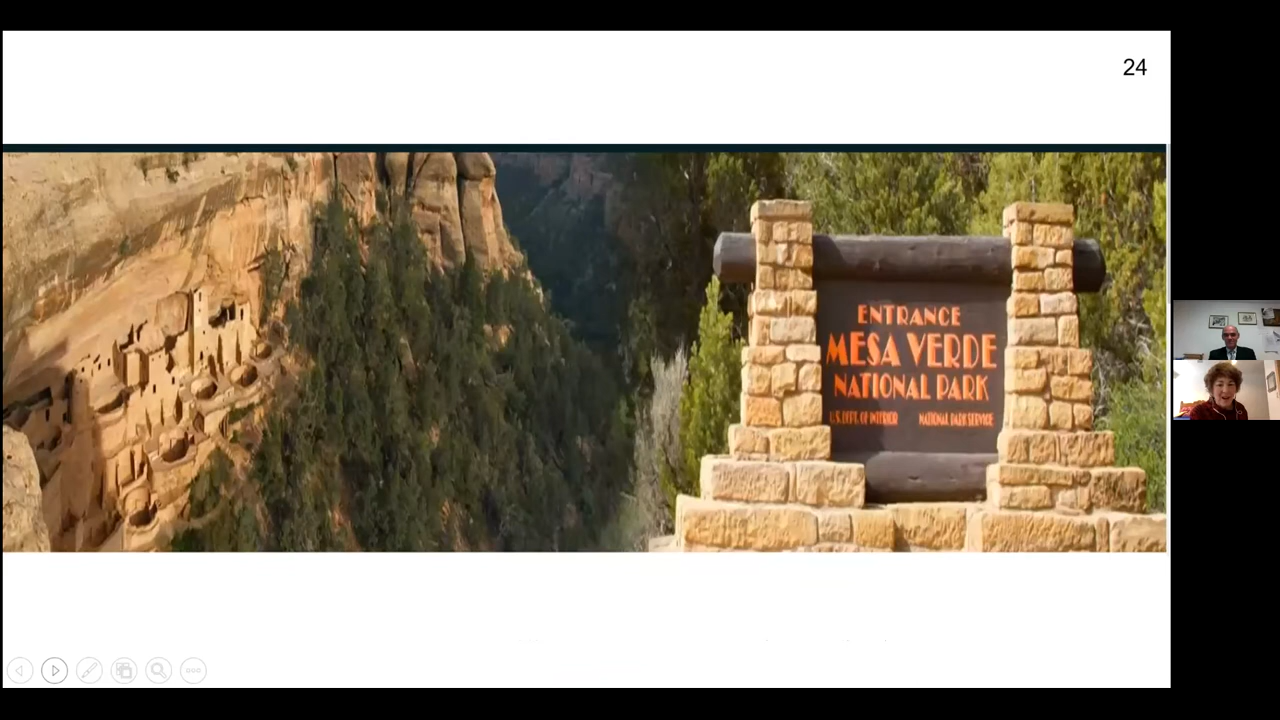 24
ENTRANCE
MESA VERDE
NATIONAL PARK
U.S. DEPT. OF INTERIOR NATIONAL PARK SERVICE